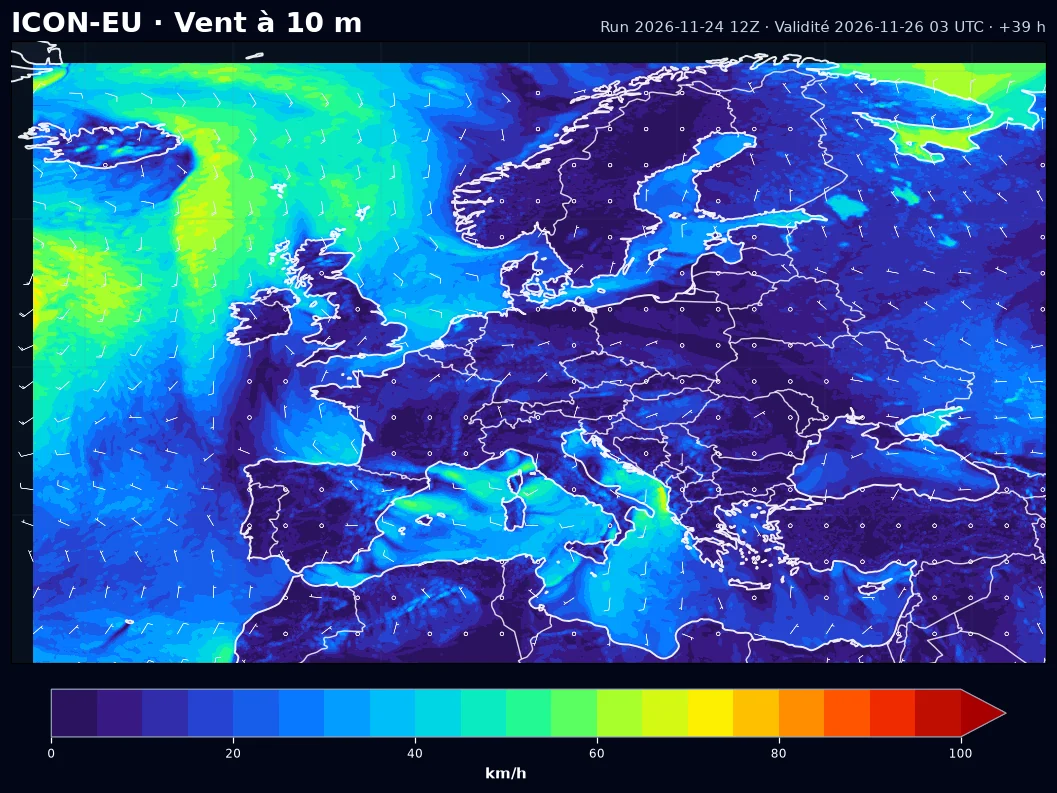 ICON-EU · Vent à 10 m
Run 2026-11-24 12Z · Validité 2026-11-26 03 UTC · +39 h
0 20 40 60 80 100
km/h